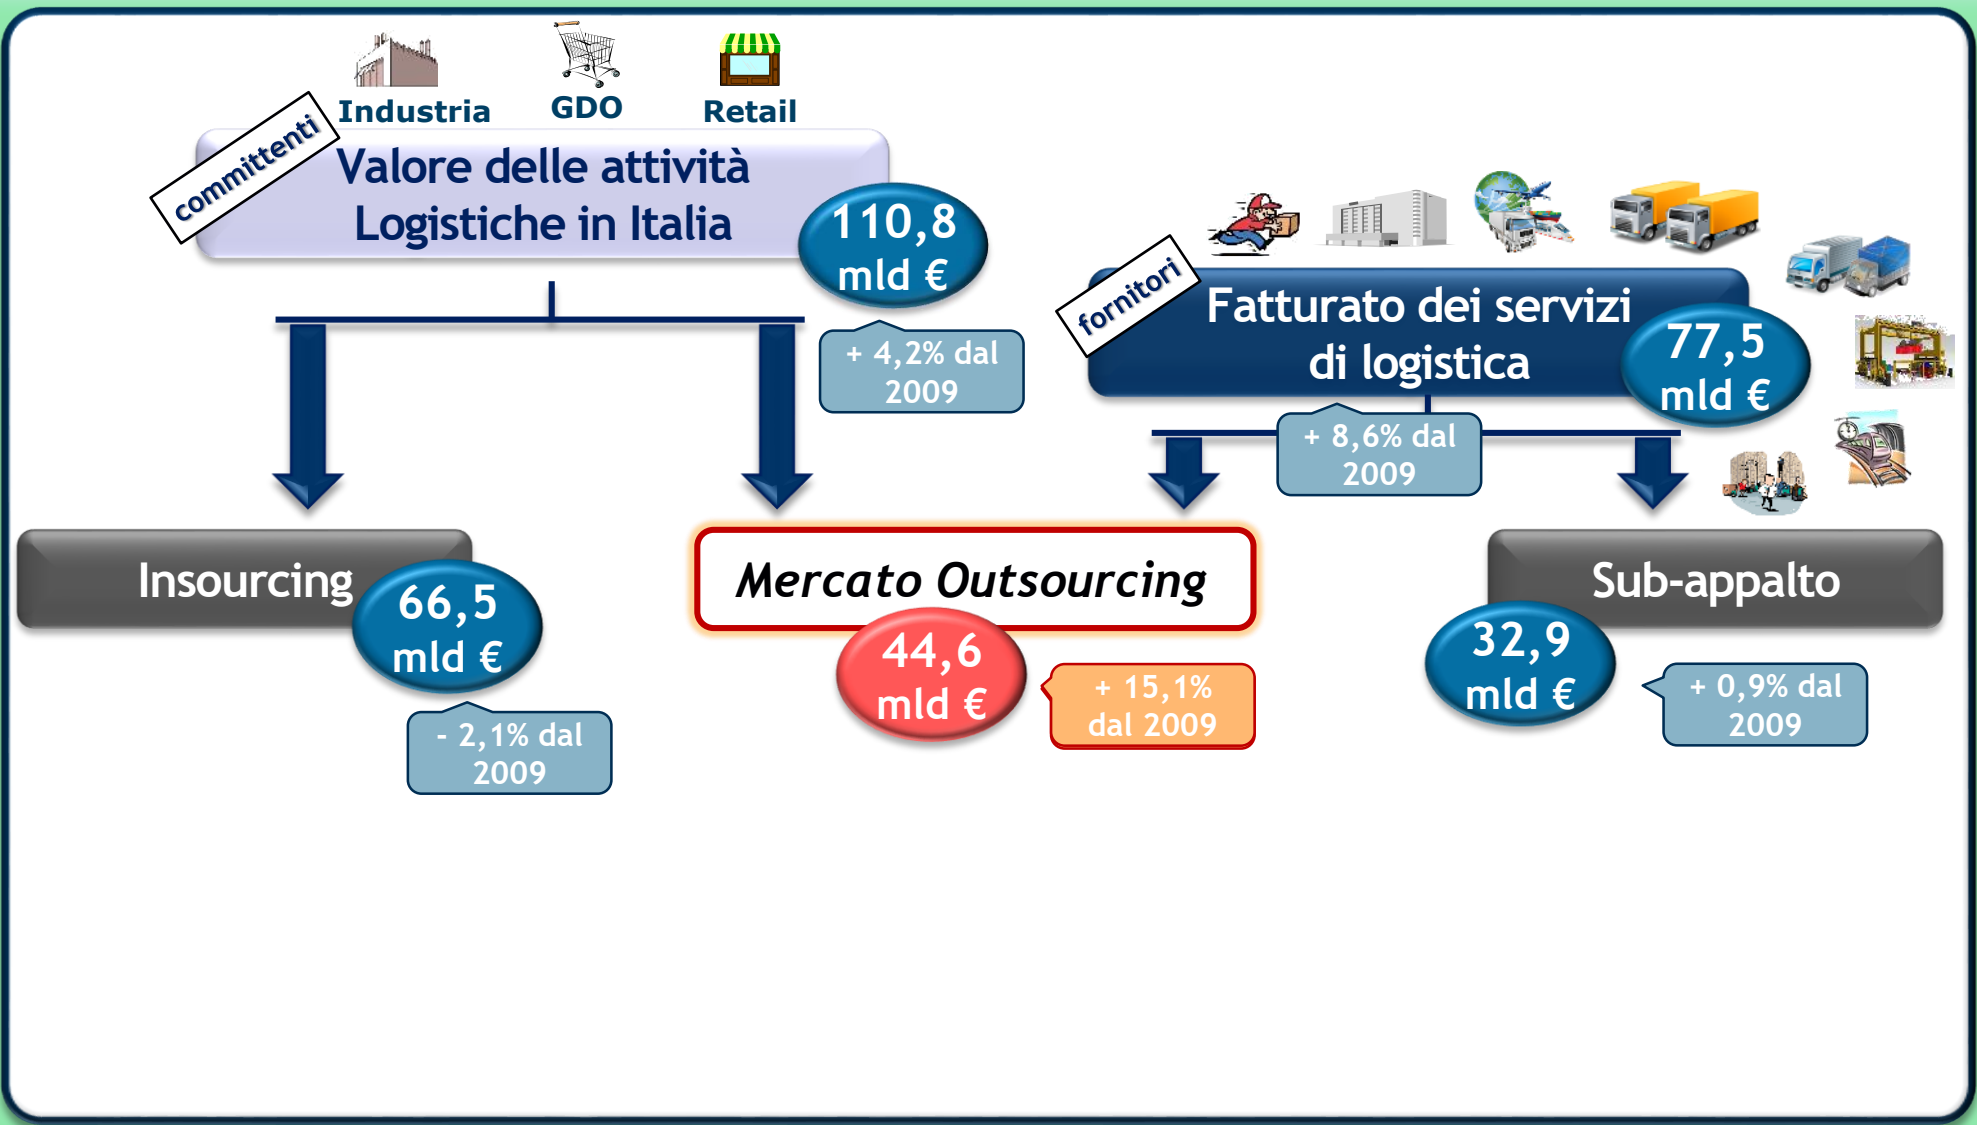 Industria
GDO
Retail
committenti
Valore delle attività
Logistiche in Italia
110,8
mld €
+ 4,2% dal
2009
fornitori
Fatturato dei servizi
di logistica
77,5
mld €
+ 8,6% dal
2009
Insourcing
66,5
mld €
- 2,1% dal
2009
Mercato Outsourcing
44,6
mld €
+ 15,1%
dal 2009
Sub-appalto
32,9
mld €
+ 0,9% dal
2009